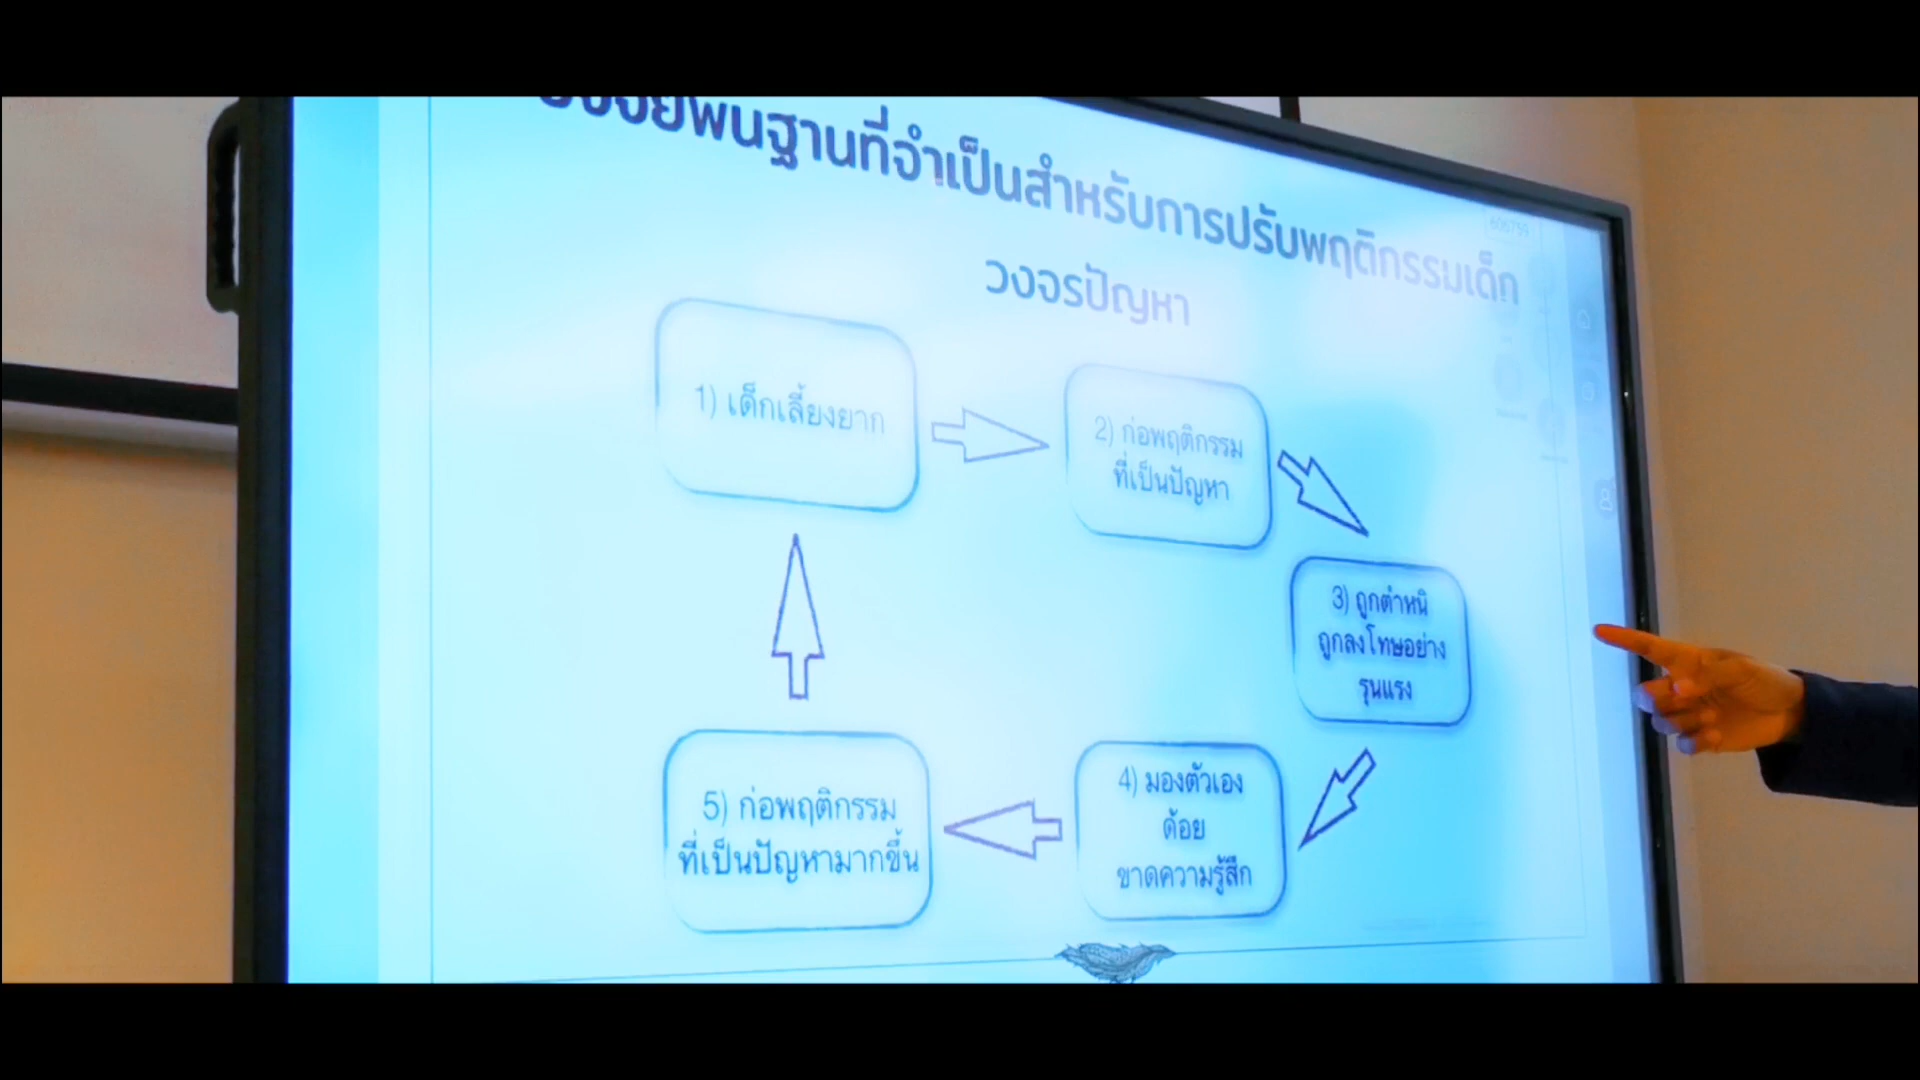 ปัจจัยพื้นฐานที่จำเป็นสำหรับการปรับพฤติกรรมเด็ก
วงจรปัญหา
606759
1) เด็กเลี้ยงยาก
2) ก่อพฤติกรรม
ที่เป็นปัญหา
3) ถูกตำหนิ
ถูกลงโทษอย่าง
รุนแรง
4) มองตัวเอง
ด้อย
ขาดความรู้สึก
5) ก่อพฤติกรรม
ที่เป็นปัญหามากขึ้น